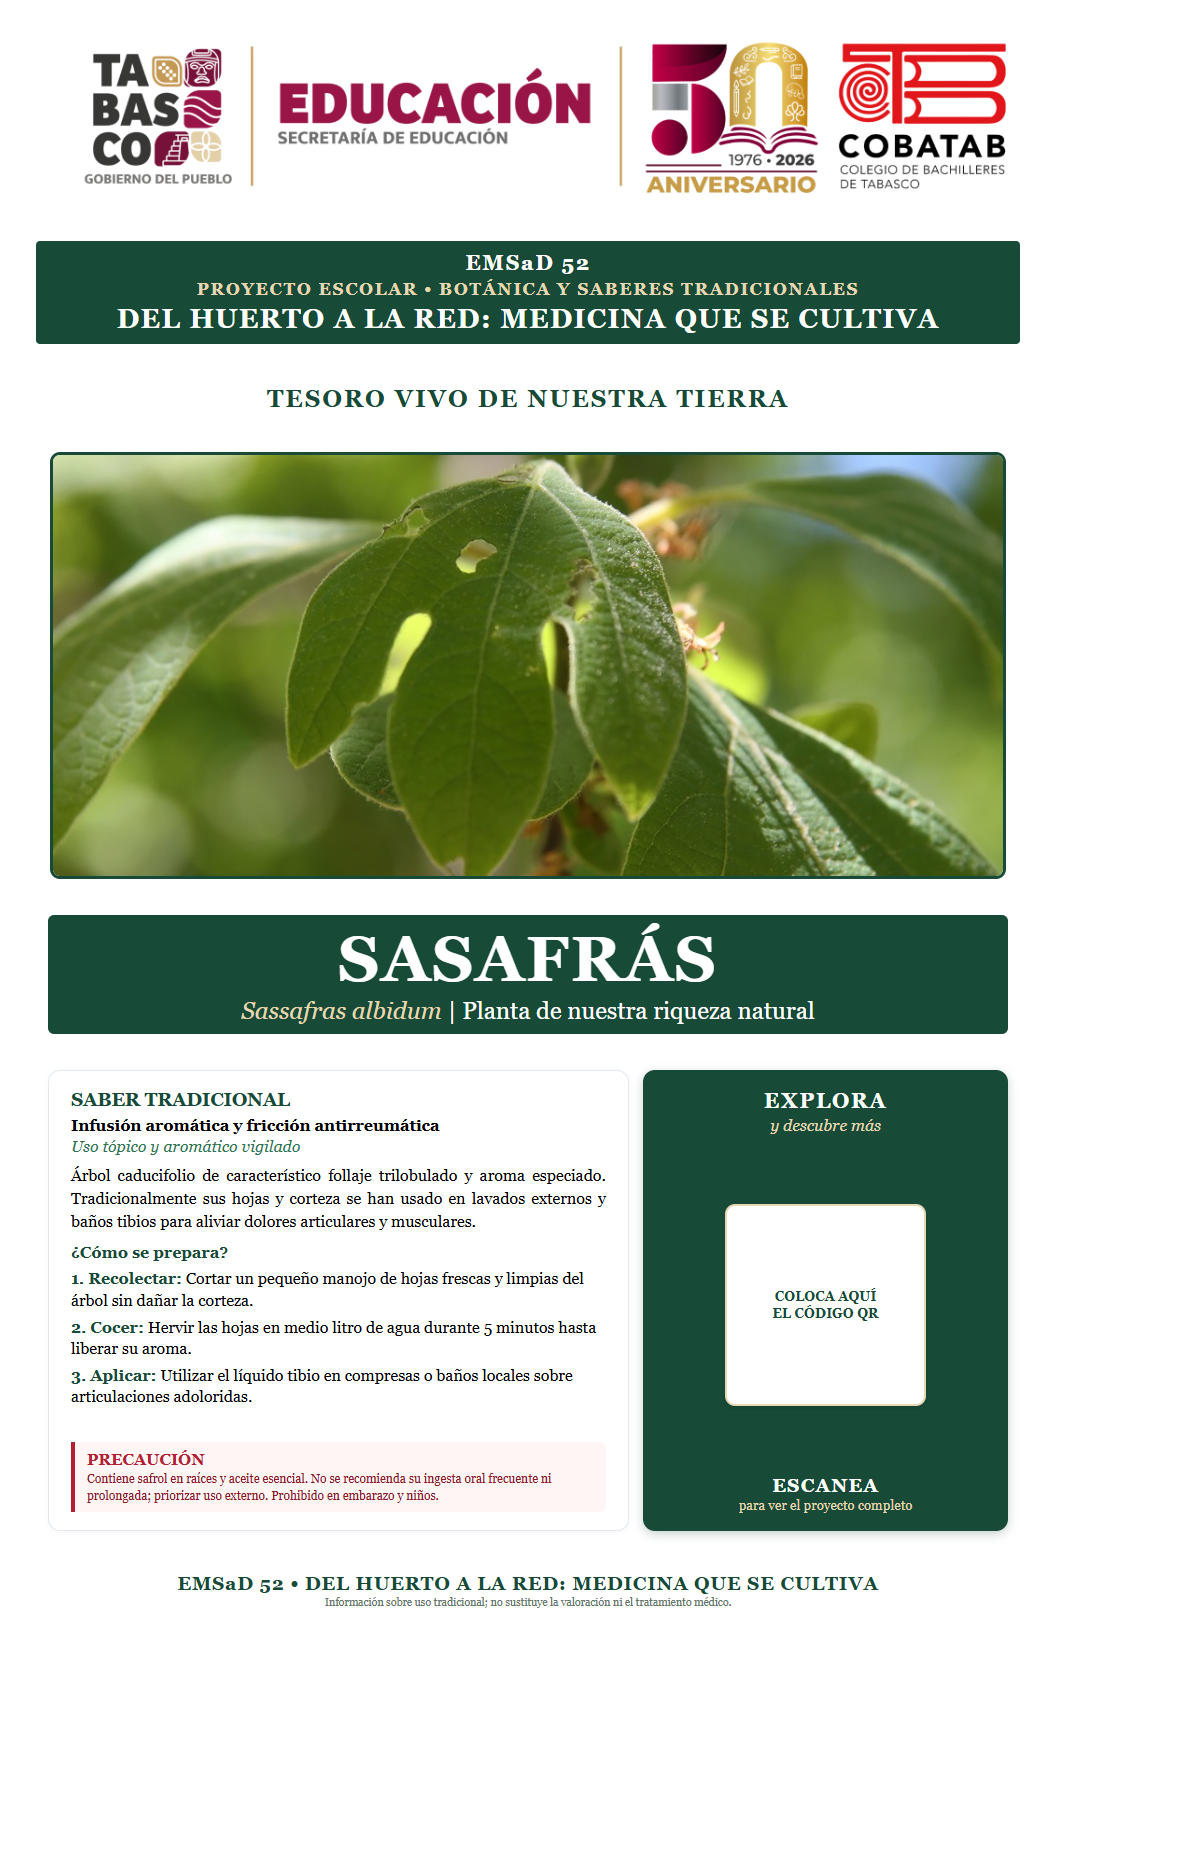 TA
BAS
CO
GOBIERNO DEL PUEBLO
EDUCACIÓN
SECRETARÍA DE EDUCACIÓN
50
1976 • 2026
ANIVERSARIO
CTB
COBATAB
COLEGIO DE BACHILLERES
DE TABASCO
EMSaD 52
PROYECTO ESCOLAR • BOTÁNICA Y SABERES TRADICIONALES
DEL HUERTO A LA RED: MEDICINA QUE SE CULTIVA
TESORO VIVO DE NUESTRA TIERRA
SASAFRÁS
Sassafras albidum | Planta de nuestra riqueza natural
SABER TRADICIONAL
Infusión aromática y fricción antirreumática
Uso tópico y aromático vigilado
Árbol caducifolio de característico follaje trilobulado y aroma especiado.
Tradicionalmente sus hojas y corteza se han usado en lavados externos y
baños tibios para aliviar dolores articulares y musculares.
¿Cómo se prepara?
1. Recolectar: Cortar un pequeño manojo de hojas frescas y limpias del
árbol sin dañar la corteza.
2. Cocer: Hervir las hojas en medio litro de agua durante 5 minutos hasta
liberar su aroma.
3. Aplicar: Utilizar el líquido tibio en compresas o baños locales sobre
articulaciones adoloridas.
PRECAUCIÓN
Contiene safrol en raíces y aceite esencial. No se recomienda su ingesta oral frecuente ni
prolongada; priorizar uso externo. Prohibido en embarazo y niños.
EXPLORA
y descubre más
COLOCA AQUÍ
EL CÓDIGO QR
ESCANEA
para ver el proyecto completo
EMSaD 52 • DEL HUERTO A LA RED: MEDICINA QUE SE CULTIVA
Información sobre uso tradicional; no sustituye la valoración ni el tratamiento médico.